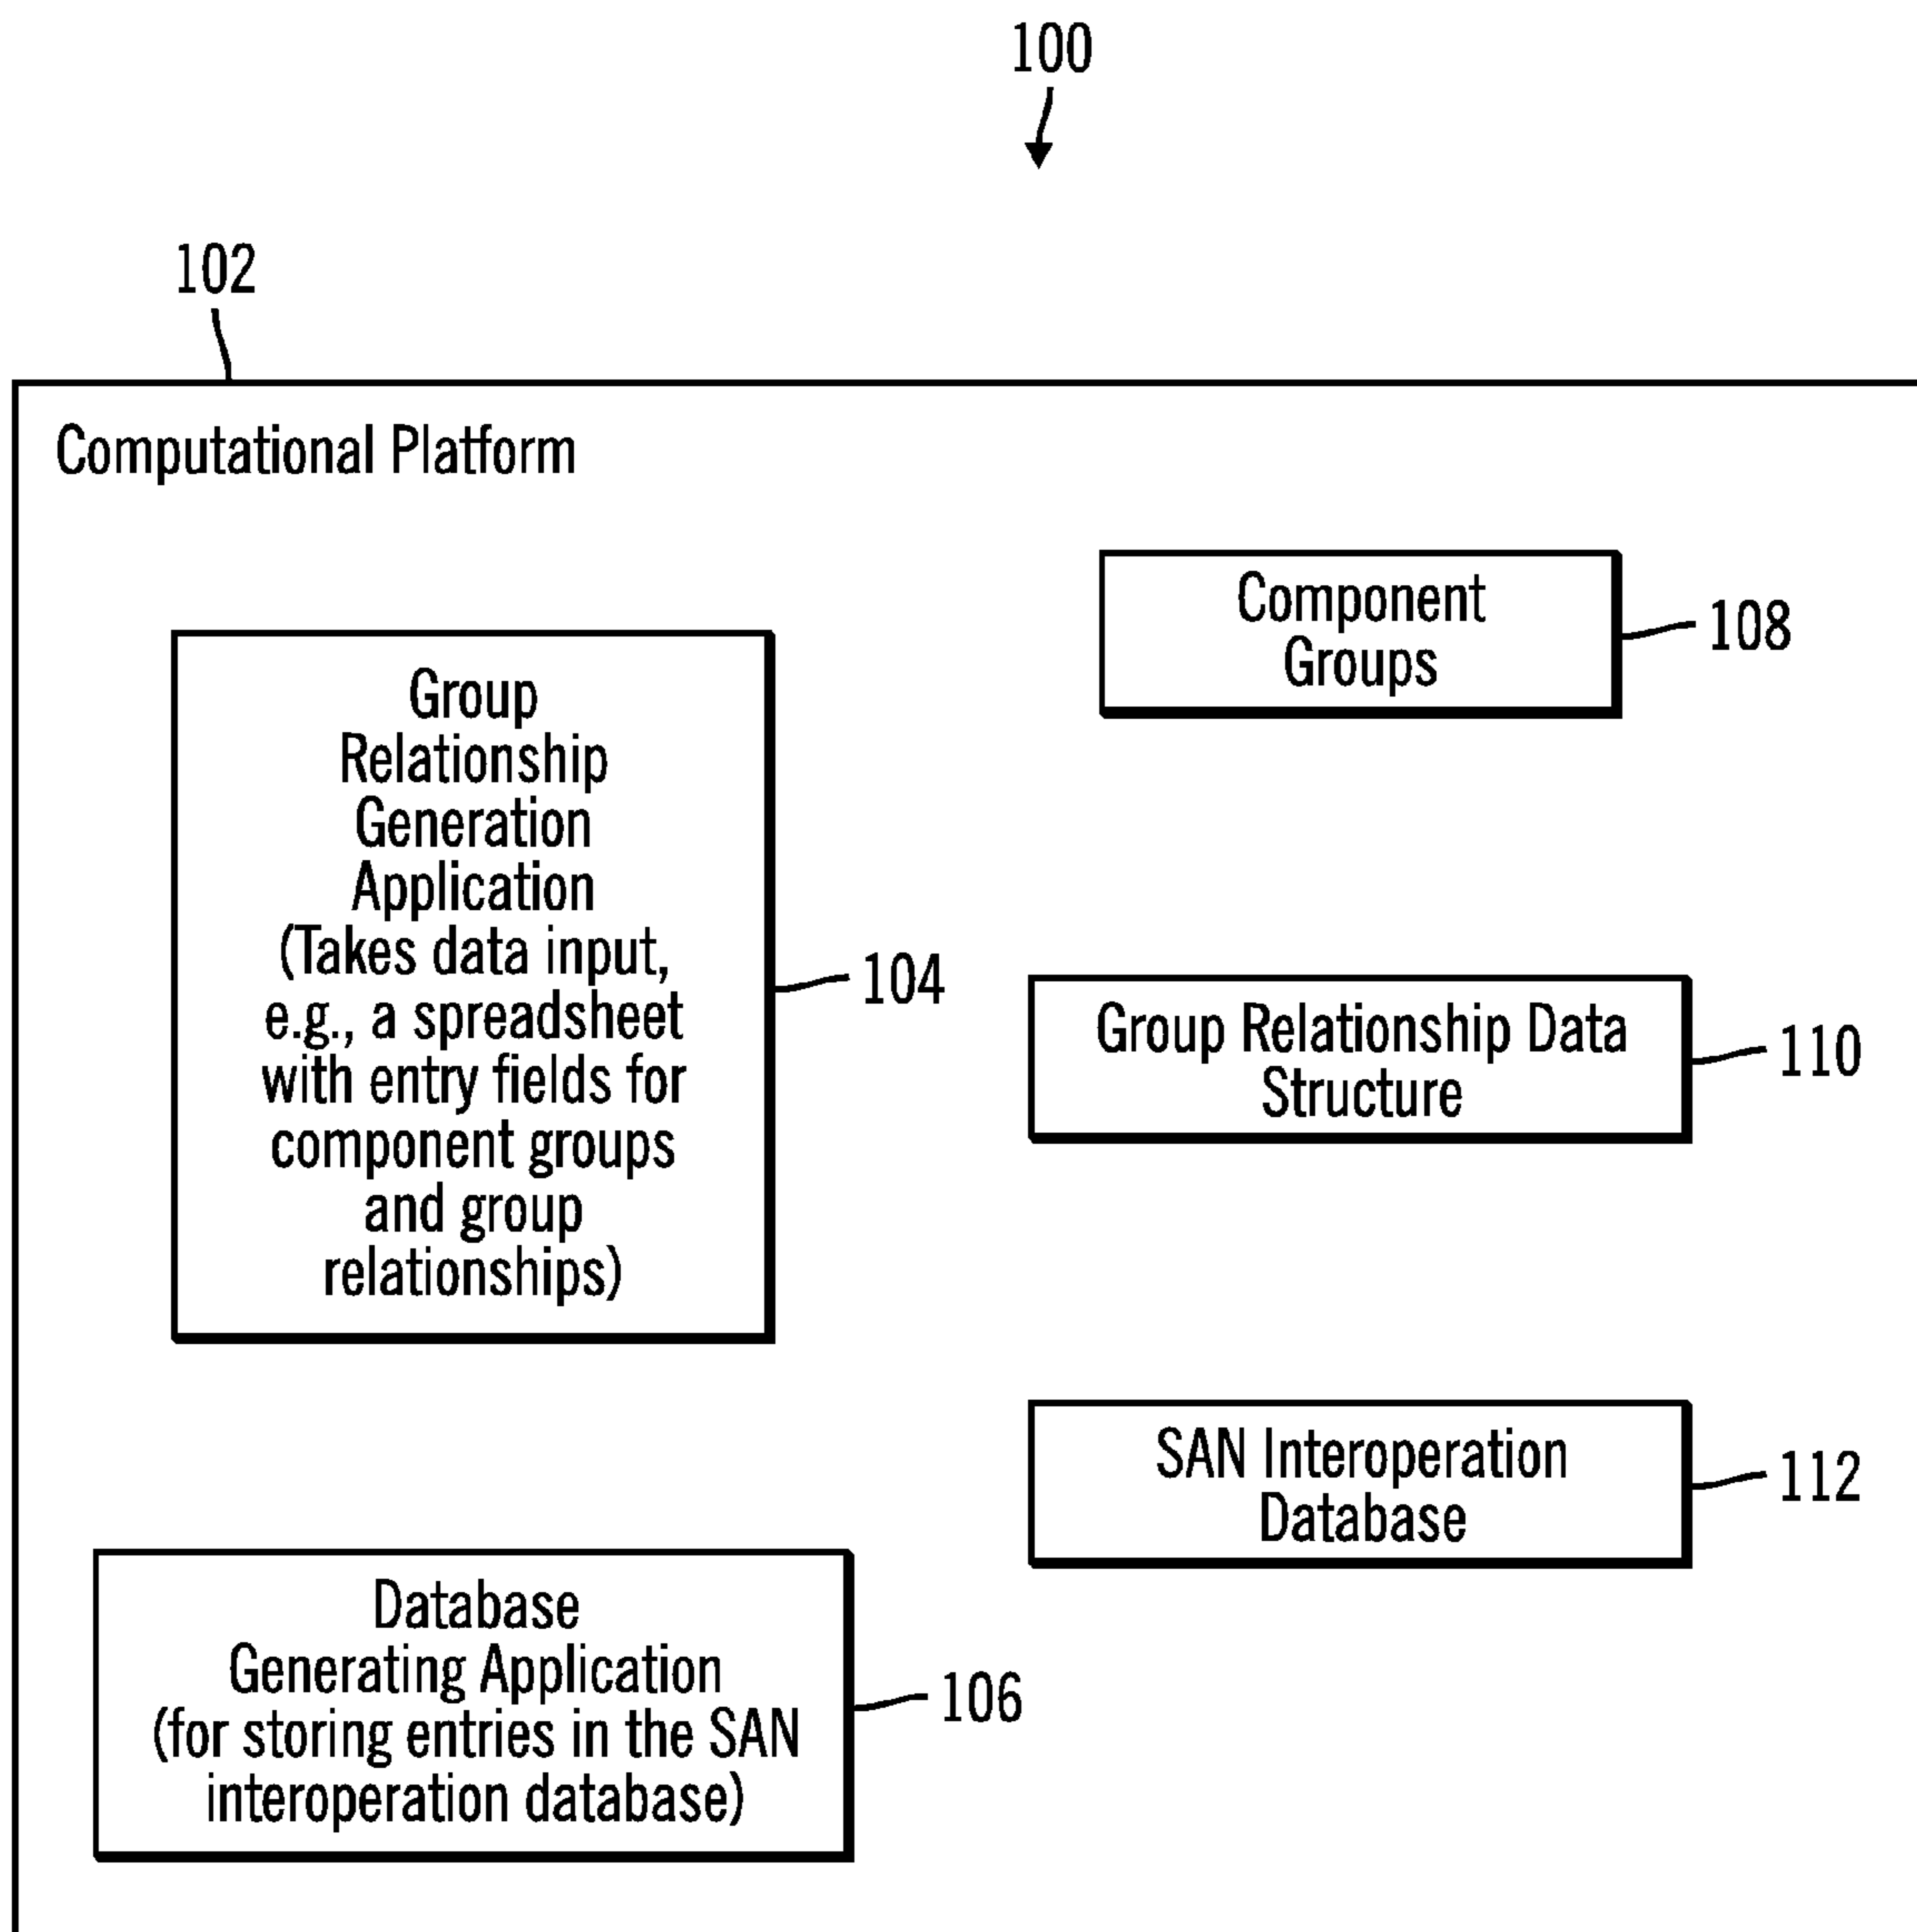 100
102
Computational Platform
Component
Groups
108
Group
Relationship
Generation
Application
(Takes data input,
e.g., a spreadsheet
with entry fields for
component groups
and group
relationships)
104
Group Relationship Data
Structure
110
SAN Interoperation
Database
112
Database
Generating Application
(for storing entries in the SAN
interoperation database)
106